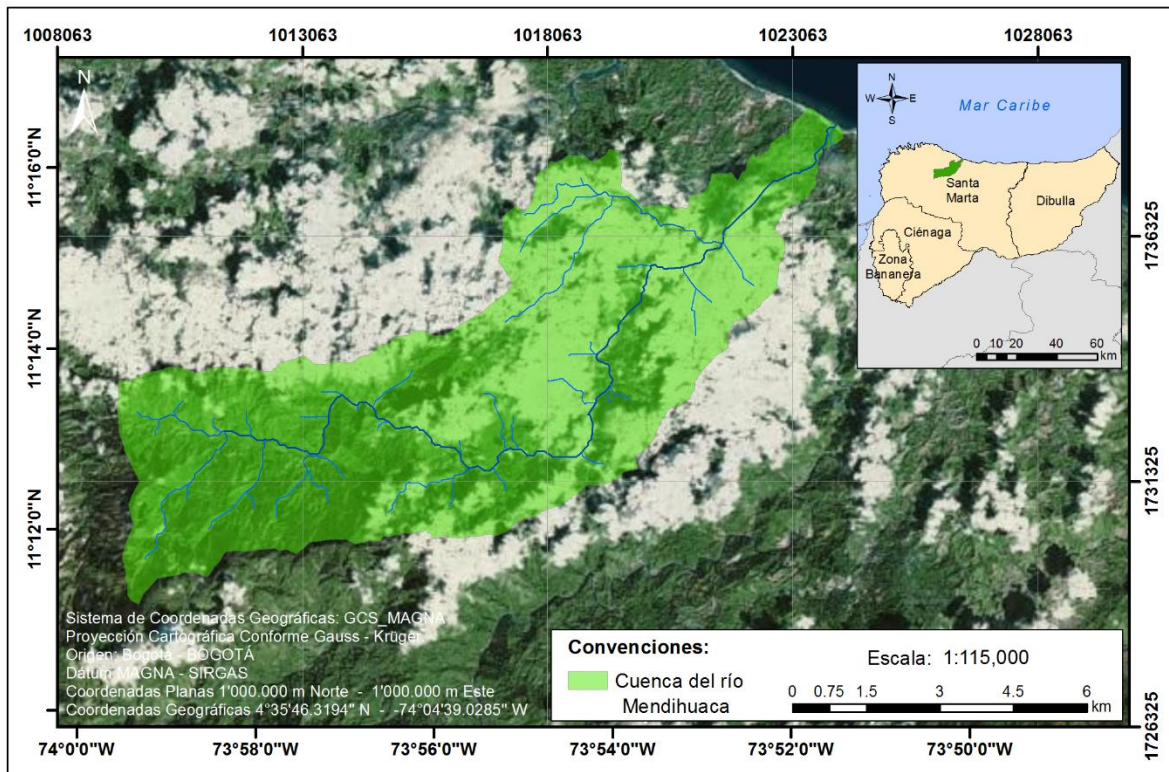 1008063 1013063 1018063 1023063 1028063
N
11°16'0"N
11°14'0"N
11°12'0"N
N
W E
S
Mar Caribe
Santa
Marta
Dibulla
Ciénaga
Zona
Bananera
0 10 20 40 60
km
1736325
1731325
1726325
Sistema de Coordenadas Geográficas: GCS_MAGNA
Proyección Cartográfica Conforme Gauss - Krüger
Origen: Bogotá - BOGOTÁ
Dátum MAGNA - SIRGAS
Coordenadas Planas 1'000.000 m Norte - 1'000.000 m Este
Coordenadas Geográficas 4°35'46.3194" N - -74°04'39.0285" W
Convenciones:
Cuenca del río
Mendihuaca
Escala: 1:115,000
0 0.75 1.5 3 4.5 6
km
74°0'0"W 73°58'0"W 73°56'0"W 73°54'0"W 73°52'0"W 73°50'0"W